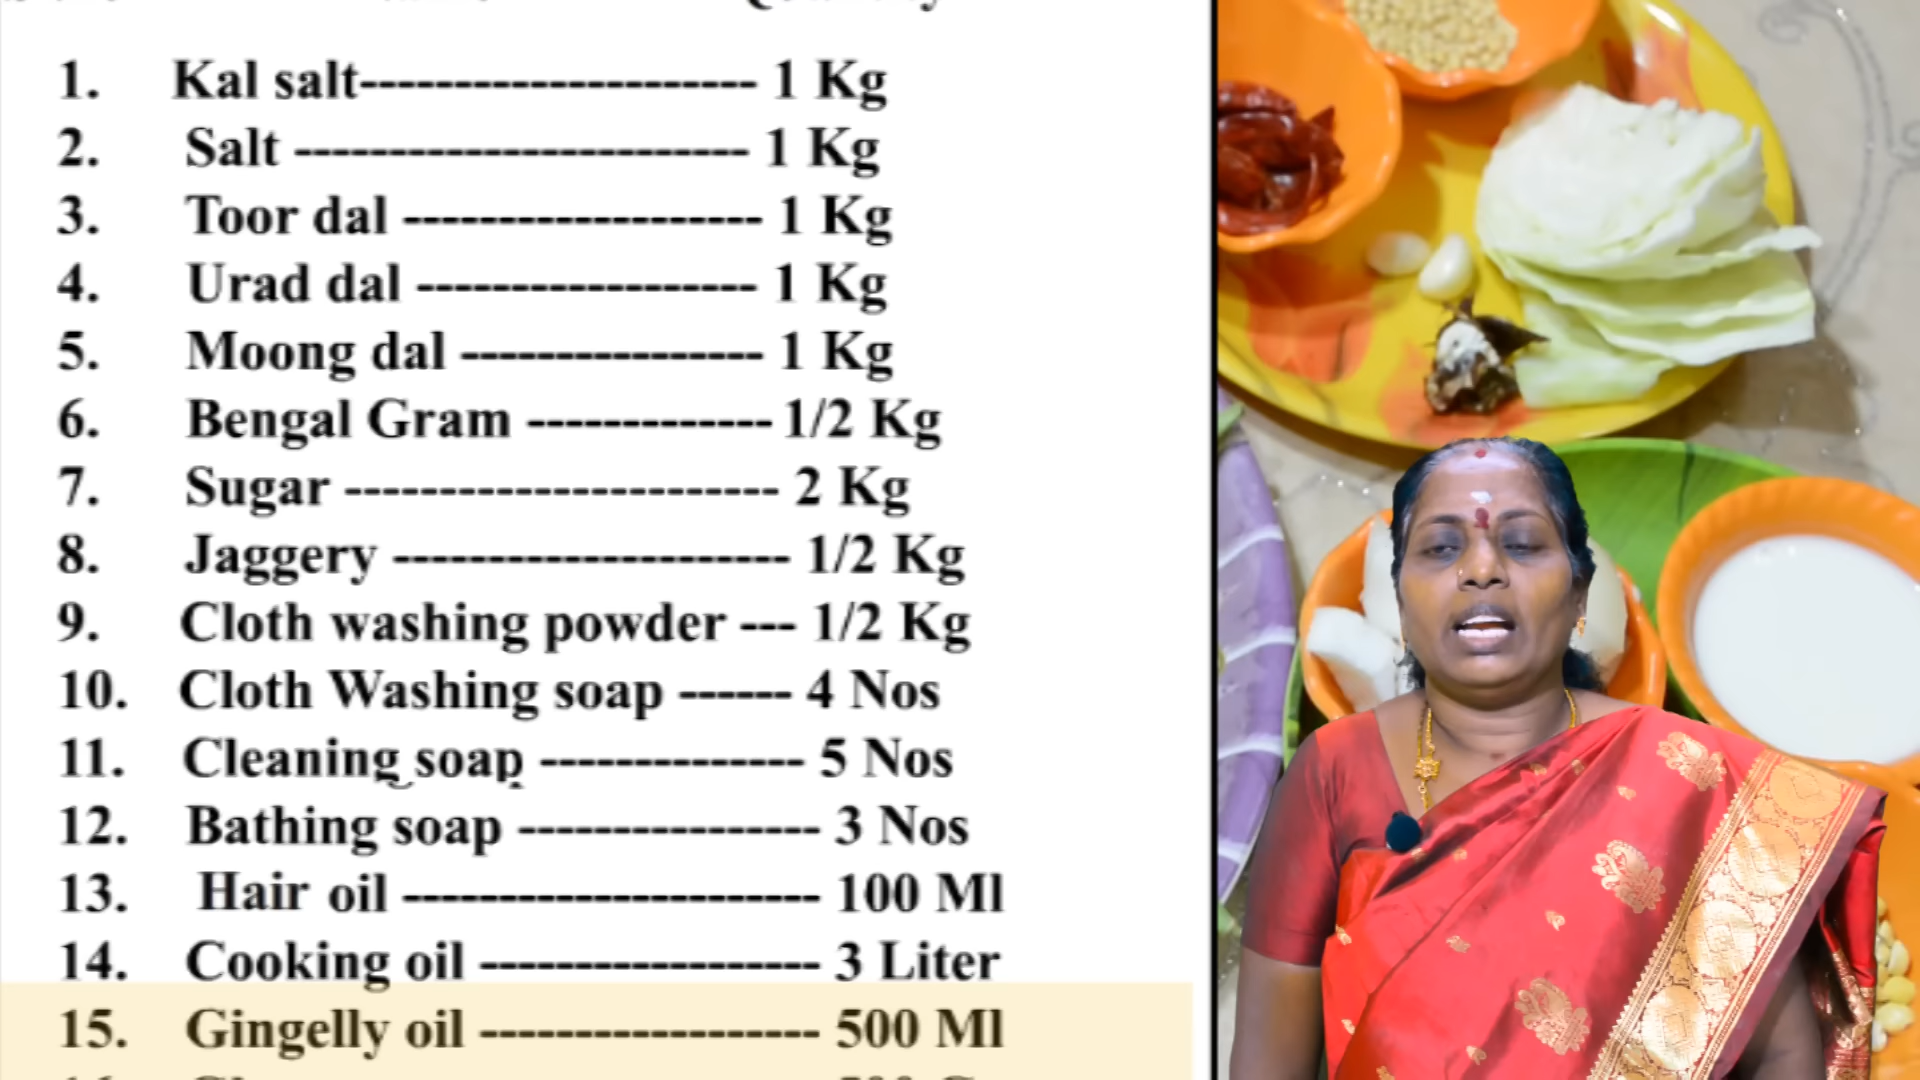 1. Kal salt--------------------- 1 Kg
2. Salt ------------------------ 1 Kg
3. Toor dal ------------------- 1 Kg
4. Urad dal ------------------ 1 Kg
5. Moong dal ---------------- 1 Kg
6. Bengal Gram ------------- 1/2 Kg
7. Sugar ----------------------- 2 Kg
8. Jaggery --------------------- 1/2 Kg
9. Cloth washing powder --- 1/2 Kg
10. Cloth Washing soap ------ 4 Nos
11. Cleaning soap -------------- 5 Nos
12. Bathing soap ---------------- 3 Nos
13. Hair oil ---------------------- 100 Ml
14. Cooking oil ------------------ 3 Liter
15. Gingelly oil ------------------ 500 Ml